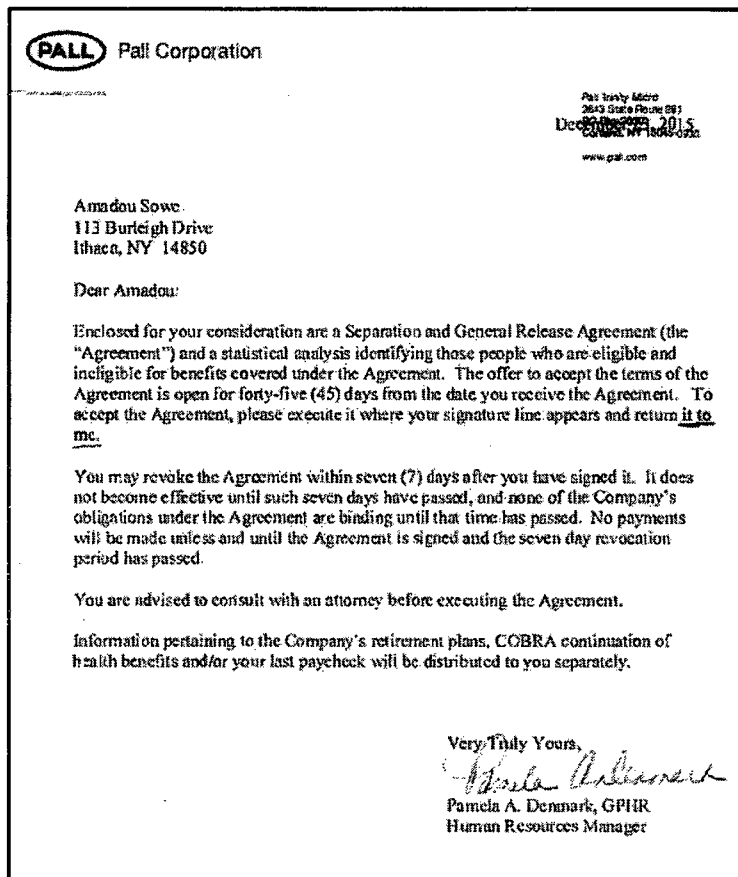 PALL Pall Corporation
Pall Trinity Micro
2015
www.pall.com
Amadou Sowe
113 Burleigh Drive
Ithaca, NY 14850
Dear Amadou:
Enclosed for your consideration are a Separation and General Release Agreement (the
“Agreement”) and a statistical analysis identifying those people who are eligible and
ineligible for benefits covered under the Agreement. The offer to accept the terms of the
Agreement is open for forty-five (45) days from the date you receive the Agreement. To
accept the Agreement, please execute it where your signature line appears and return it to
me.
You may revoke the Agreement within seven (7) days after you have signed it. It does
not become effective until such seven days have passed, and none of the Company's
obligations under the Agreement are binding until that time has passed. No payments
will be made unless and until the Agreement is signed and the seven day revocation
period has passed.
You are advised to consult with an attorney before executing the Agreement.
Information pertaining to the Company's retirement plans, COBRA continuation of
health benefits and/or your last paycheck will be distributed to you separately.
Very Truly Yours,
Pamela A. Denmark, GPHR
Human Resources Manager